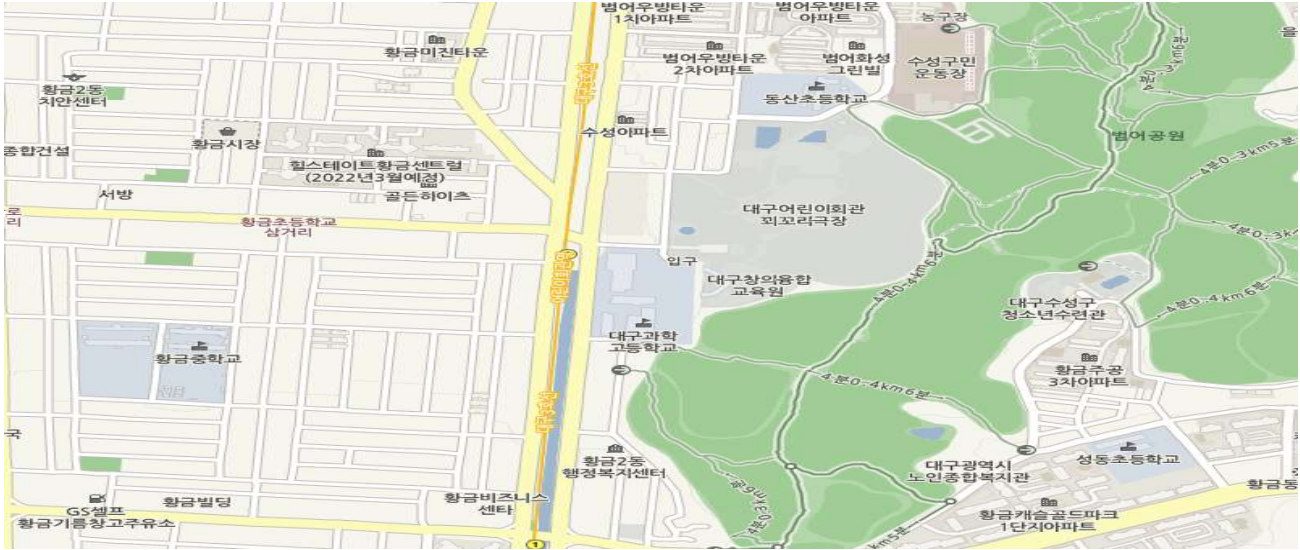 범어우방타운
1차아파트
범어우방타운
아파트
농구장
황금미진타운
범어우방타운
2차아파트
범어화성
그린빌
수성구민
운동장
황금2동
치안센터
동산초등학교
수성아파트
범어공원
황금시장
종합건설
힐스테이트황금센트럴
(2022년3월예정)
골든하이츠
서방
로
리
황금초등학교
삼거리
대구어린이회관
꾀꼬리극장
입구
대구창의융합
교육원
대구수성구
청소년수련관
대구과학
고등학교
황금중학교
황금주공
3차아파트
4분0.4km6분
국
황금2동
행정복지센터
대구광역시
노인종합복지관
성동초등학교
황금동
GS셀프
황금기름창고주유소
황금빌딩
황금비즈니스
센타
황금캐슬골드파크
1단지아파트
1